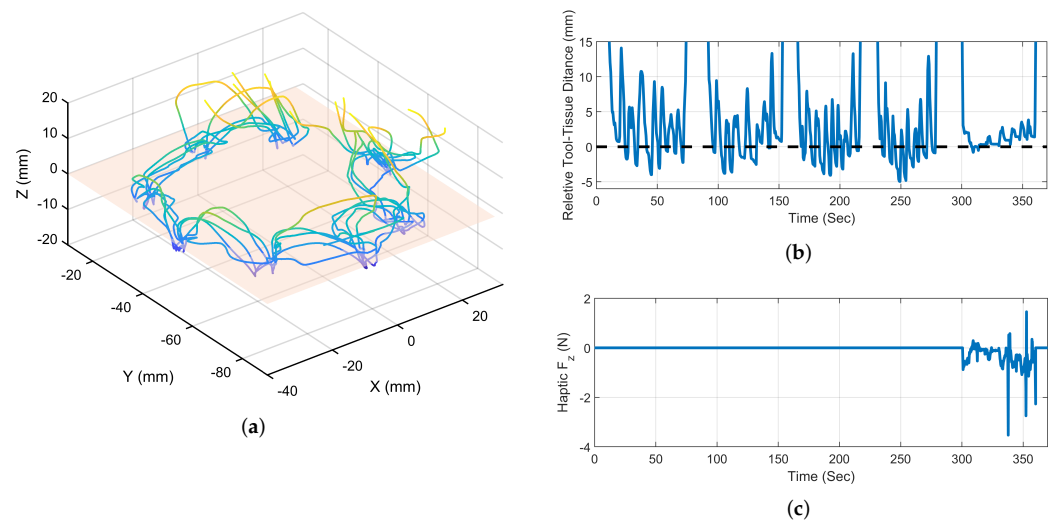 20
10
0
-10
-20
Z (mm)
-20
-40
-60
-80
Y (mm)
-40
-20
0
20
X (mm)
(a)
Reletive Tool-Tissue Ditance (mm)
15
10
5
0
-5
0 50 100 150 200 250 300 350
Time (Sec)
(b)
Haptic F_z (N)
2
0
-2
-4
0 50 100 150 200 250 300 350
Time (Sec)
(c)